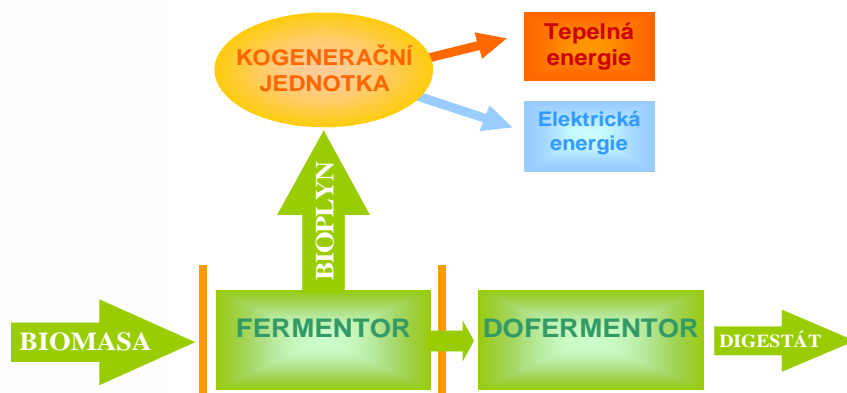 KOGENERAČNÍ
JEDNOTKA
Tepelná
energie
Elektrická
energie
BIOPLYN
BIOMASA
FERMENTOR
DOFERMENTOR
DIGESTÁT